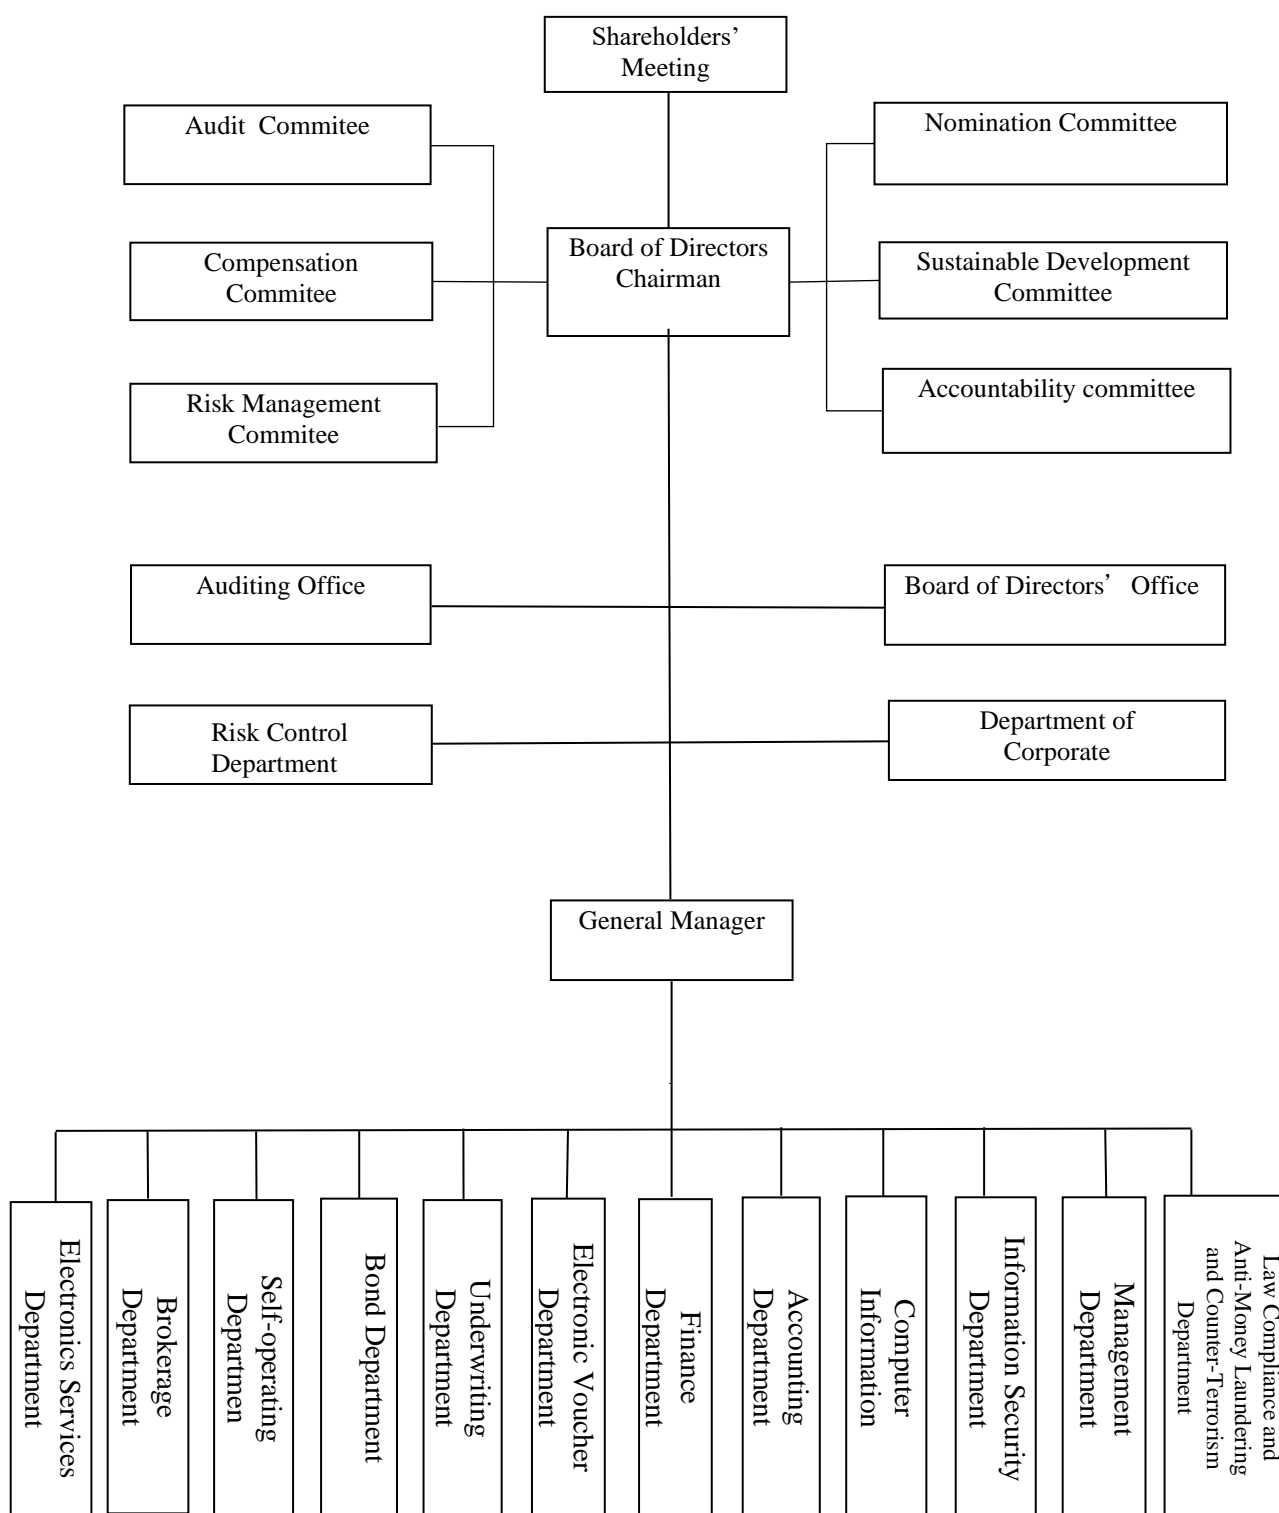 Shareholders’
Meeting
Audit Commitee
Nomination Committee
Compensation
Commitee
Board of Directors
Chairman
Sustainable Development
Committee
Risk Management
Commitee
Accountability committee
Auditing Office
Board of Directors’ Office
Risk Control
Department
Department of
Corporate
General Manager
Electronics Services
Department
Brokerage
Department
Self-operating
Departmen
Bond Department
Underwriting
Department
Electronic Voucher
Department
Finance
Department
Accounting
Department
Computer
Information
Information Security
Department
Management
Department
Law Compliance and
Anti-Money Laundering
and Counter-Terrorism
Department